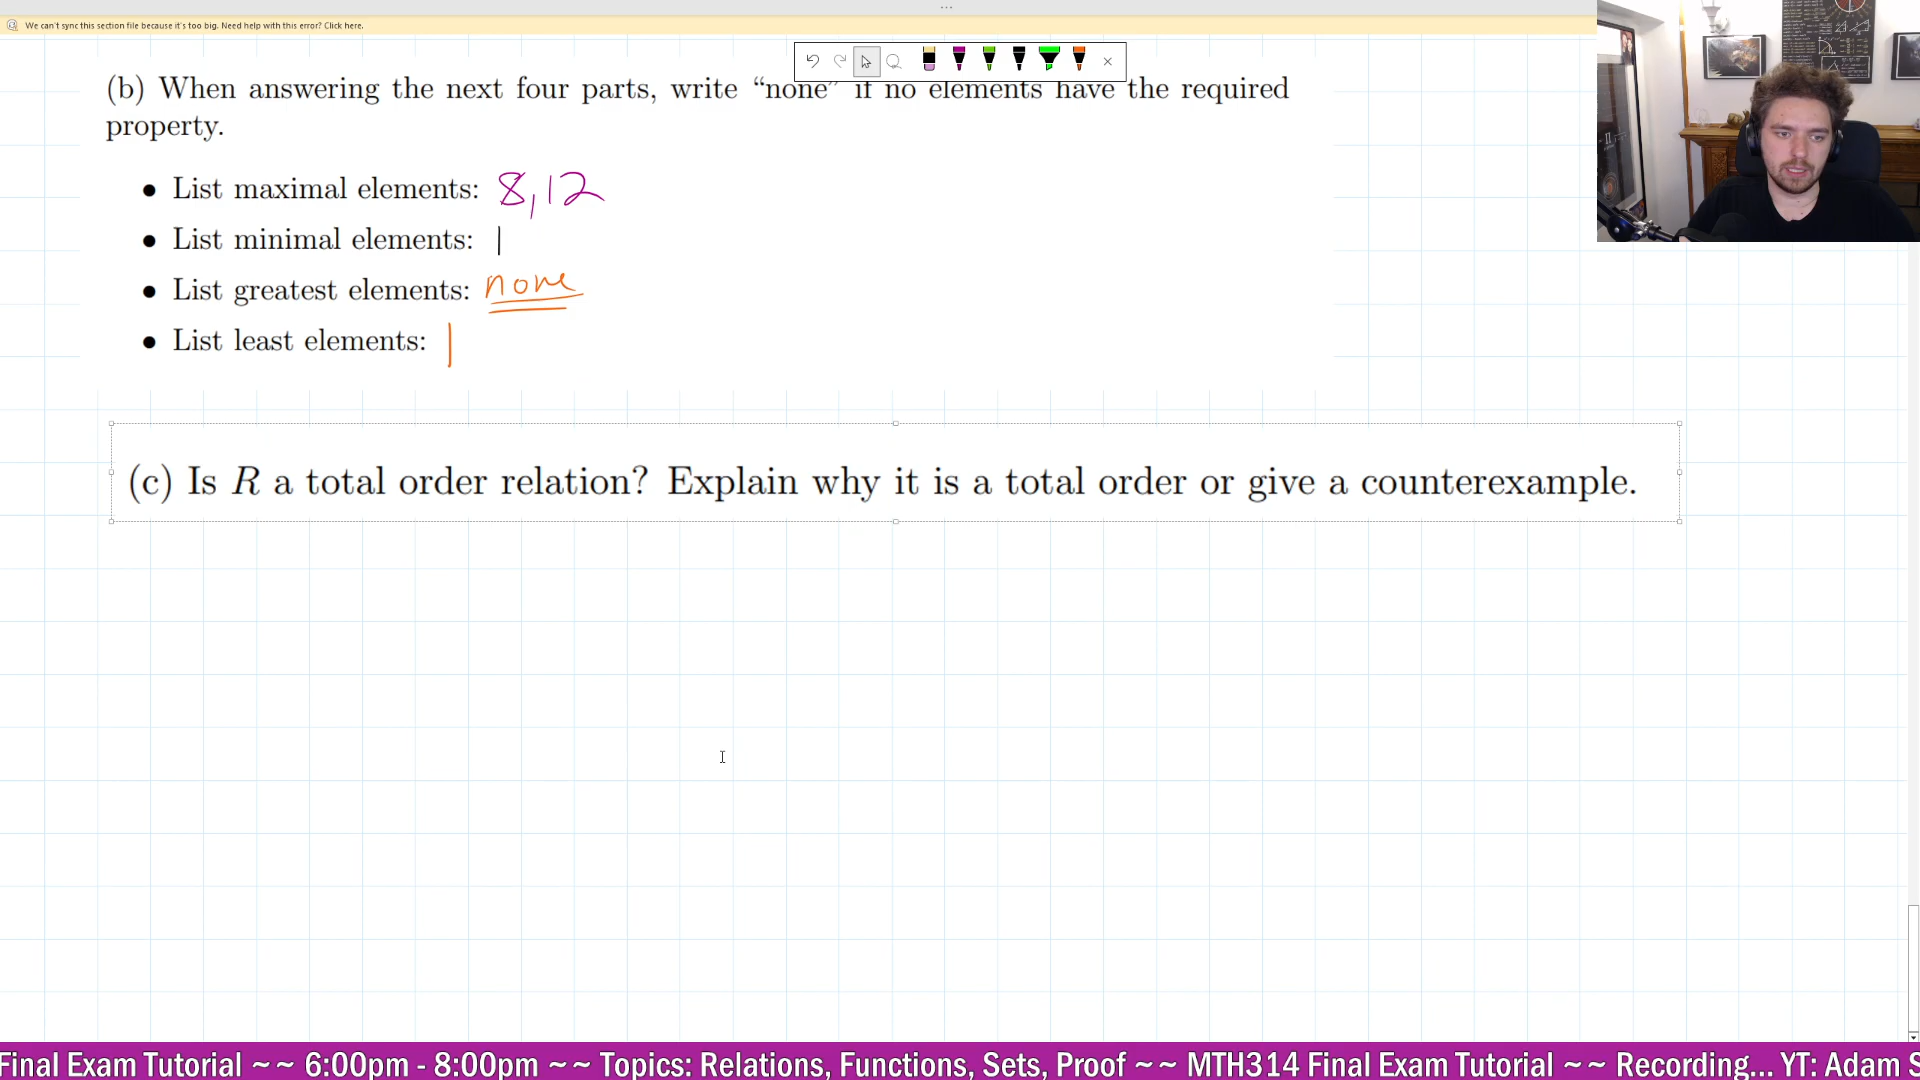 We can't sync this section file because it's too big. Need help with this error? Click here.
(b) When answering the next four parts, write “none” if no elements have the required
property.
• List maximal elements: 8, 12
• List minimal elements: 1
• List greatest elements: none
• List least elements: 1
(c) Is R a total order relation? Explain why it is a total order or give a counterexample.
Final Exam Tutorial ~~ 6:00pm - 8:00pm ~~ Topics: Relations, Functions, Sets, Proof ~~ MTH314 Final Exam Tutorial ~~ Recording... YT: Adam S